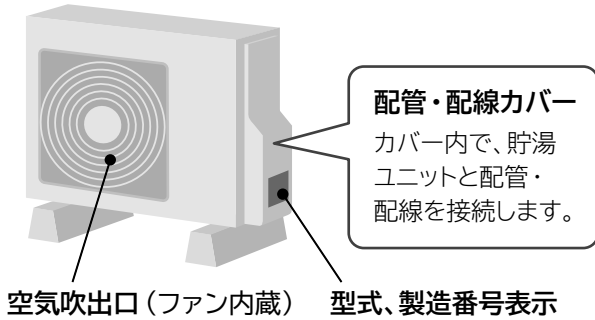 配管・配線カバー
カバー内で、貯湯
ユニットと配管・
配線を接続します。
空気吹出口（ファン内蔵）
型式、製造番号表示